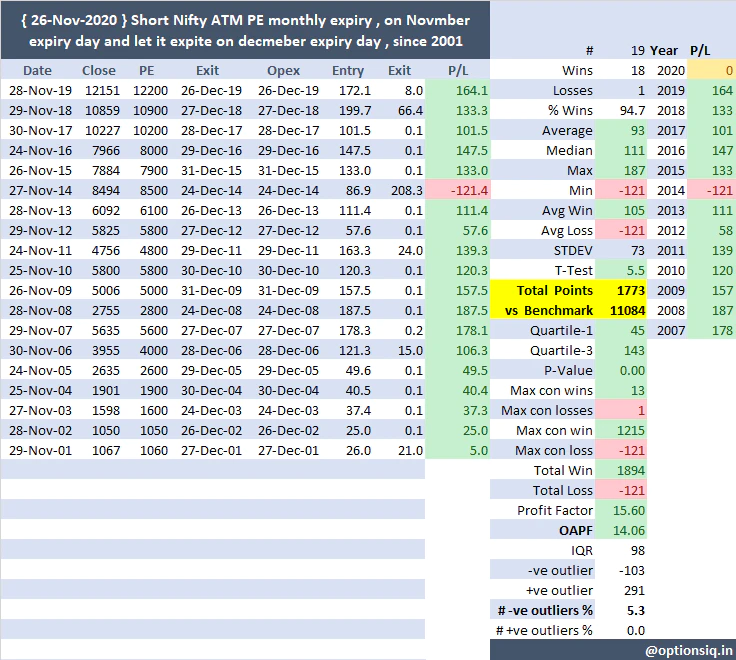 { 26-Nov-2020 } Short Nifty ATM PE monthly expiry , on Novmber
expiry day and let it expite on decmeber expiry day , since 2001
Date Close PE Exit Opex Entry Exit P/L
28-Nov-19 12151 12200 26-Dec-19 26-Dec-19 172.1 8.0 164.1
29-Nov-18 10859 10900 27-Dec-18 27-Dec-18 199.7 66.4 133.3
30-Nov-17 10227 10200 28-Dec-17 28-Dec-17 101.5 0.1 101.5
24-Nov-16 7966 8000 29-Dec-16 29-Dec-16 147.5 0.1 147.5
26-Nov-15 7884 7900 31-Dec-15 31-Dec-15 133.0 0.1 133.0
27-Nov-14 8494 8500 24-Dec-14 24-Dec-14 86.9 208.3 -121.4
28-Nov-13 6092 6100 26-Dec-13 26-Dec-13 111.4 0.1 111.4
29-Nov-12 5825 5800 27-Dec-12 27-Dec-12 57.6 0.1 57.6
24-Nov-11 4756 4800 29-Dec-11 29-Dec-11 163.3 24.0 139.3
25-Nov-10 5800 5800 30-Dec-10 30-Dec-10 120.3 0.1 120.3
26-Nov-09 5006 5000 31-Dec-09 31-Dec-09 157.5 0.1 157.5
28-Nov-08 2755 2800 24-Dec-08 24-Dec-08 187.5 0.1 187.5
29-Nov-07 5635 5600 27-Dec-07 27-Dec-07 178.3 0.2 178.1
30-Nov-06 3955 4000 28-Dec-06 28-Dec-06 121.3 15.0 106.3
24-Nov-05 2635 2600 29-Dec-05 29-Dec-05 49.6 0.1 49.5
25-Nov-04 1901 1900 30-Dec-04 30-Dec-04 40.5 0.1 40.4
27-Nov-03 1598 1600 24-Dec-03 24-Dec-03 37.4 0.1 37.3
28-Nov-02 1050 1050 26-Dec-02 26-Dec-02 25.0 0.1 25.0
29-Nov-01 1067 1060 27-Dec-01 27-Dec-01 26.0 21.0 5.0
# 19 Year P/L
Wins 18 2020 0
Losses 1 2019 164
% Wins 94.7 2018 133
Average 93 2017 101
Median 111 2016 147
Max 187 2015 133
Min -121 2014 -121
Avg Win 105 2013 111
Avg Loss -121 2012 58
STDEV 73 2011 139
T-Test 5.5 2010 120
Total Points 1773 2009 157
vs Benchmark 11084 2008 187
Quartile-1 45 2007 178
Quartile-3 143
P-Value 0.00
Max con wins 13
Max con losses 1
Max con win 1215
Max con loss -121
Total Win 1894
Total Loss -121
Profit Factor 15.60
OAPF 14.06
IQR 98
-ve outlier -103
+ve outlier 291
# -ve outliers % 5.3
# +ve outliers % 0.0
@optionsiq.in